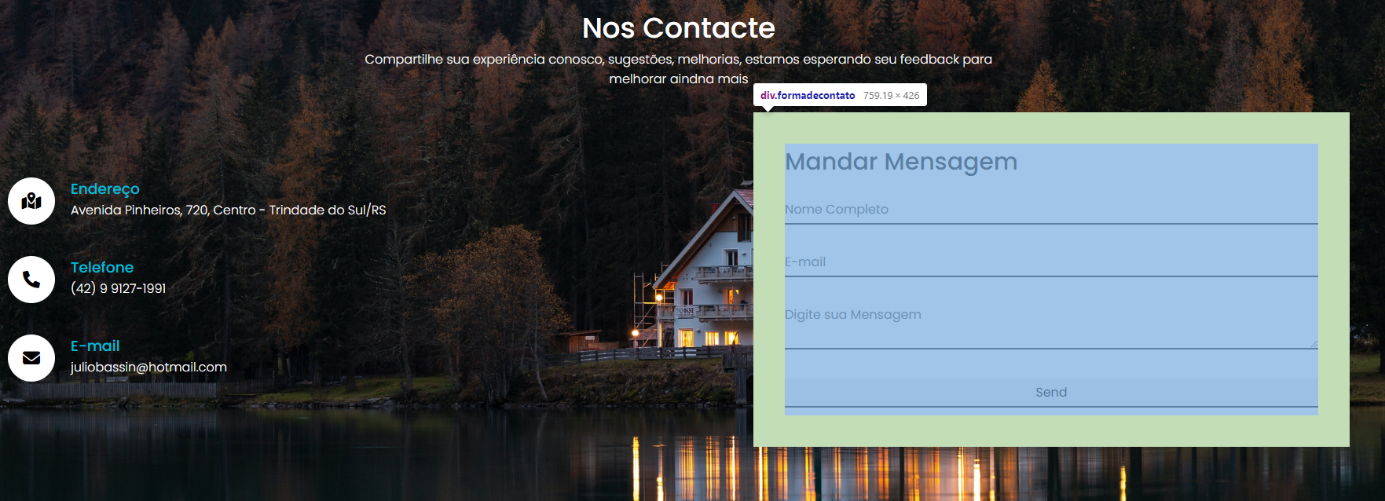 Nos Contacte
Compartilhe sua experiência conosco, sugestões, melhorias, estamos esperando seu feedback para
melhorar aindna mais
div.formadecontato 759.19 × 426
Mandar Mensagem
Nome Completo
E-mail
Digite sua Mensagem
Send
Endereço
Avenida Pinheiros, 720, Centro - Trindade do Sul/RS
Telefone
(42) 9 9127-1991
E-mail
juliobassin@hotmail.com